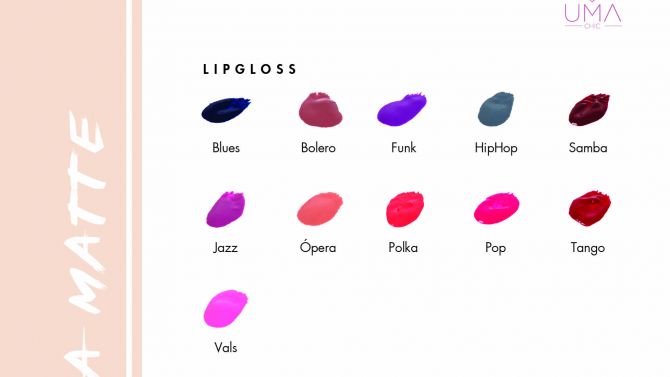 UMA
CHIC
A MATTE
LIPGLOSS
Blues
Bolero
Funk
HipHop
Samba
Jazz
Ópera
Polka
Pop
Tango
Vals